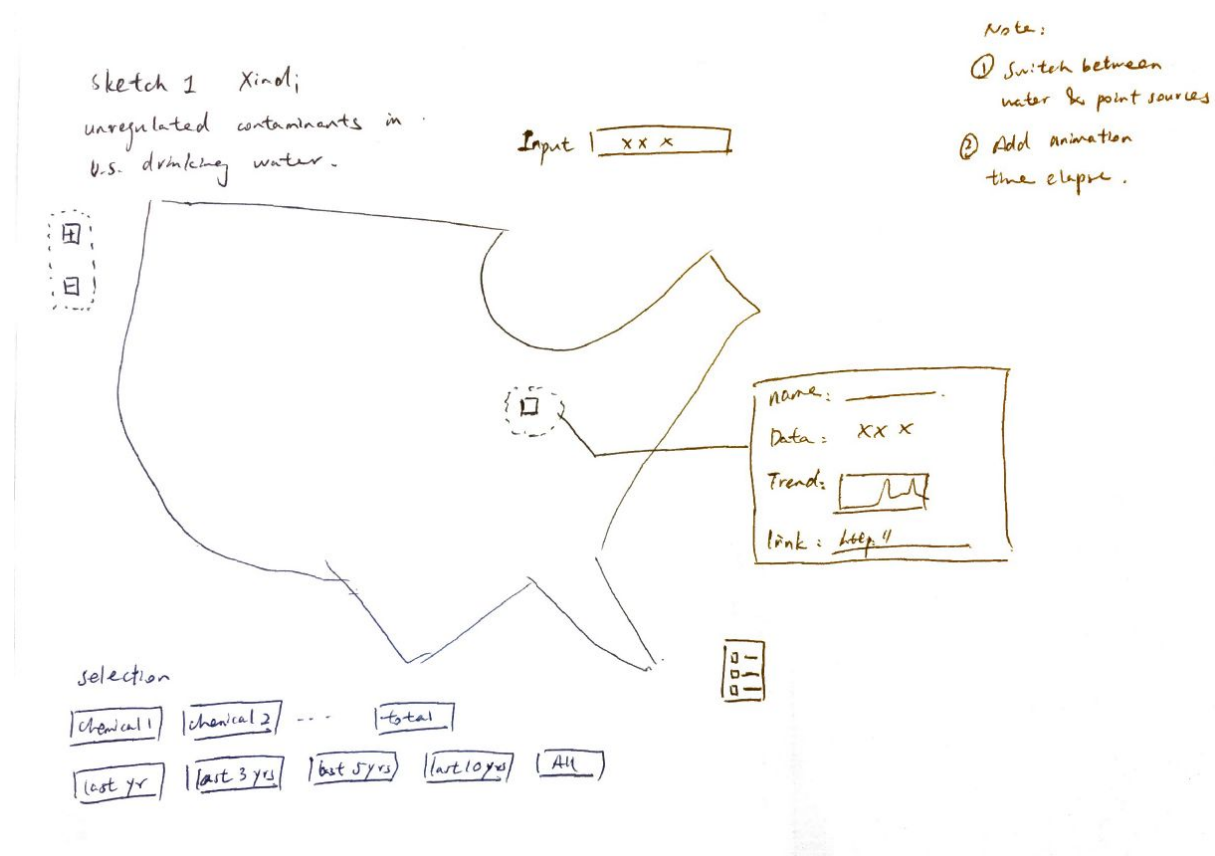 Sketch 1 Xindi
unregulated contaminants in
U.S. drinking water.
Input xx x
Note:
① Switch between
water & point sources
② Add animation
time elapse.
name:
Data: xx x
Trend:
link: http://
selection
chemical 1 chemical 2 ... total
last yr last 3 yrs last 5 yrs last 10 yrs All